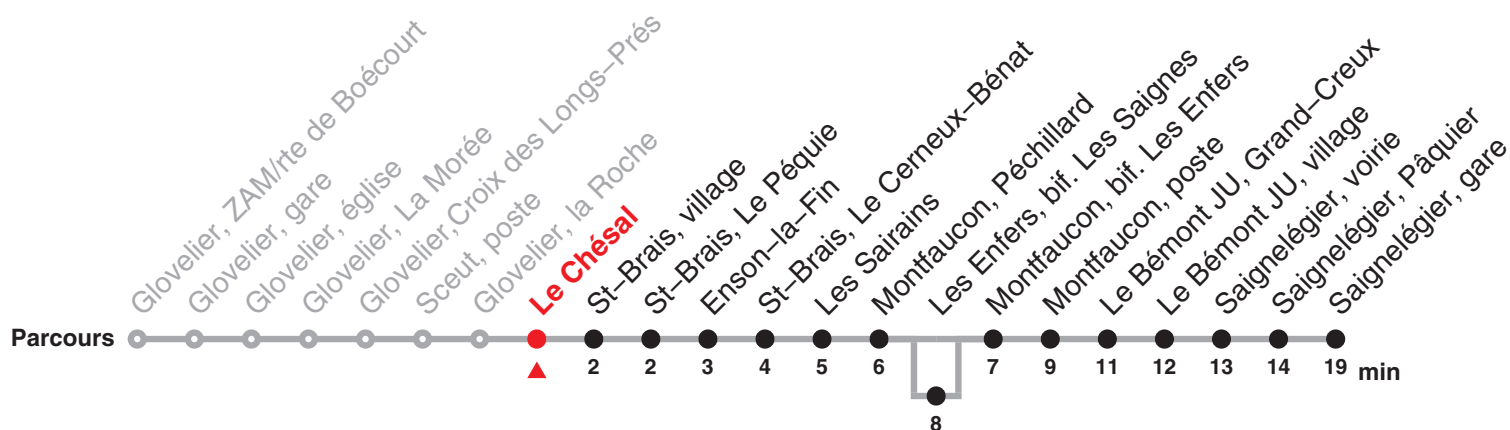 Glovelier, ZAM/rte de Boécourt
Glovelier, gare
Glovelier, église
Glovelier, La Morée
Glovelier, Croix des Longs–Prés
Sceut, poste
Glovelier, la Roche
Le Chésal
St–Brais, village
St–Brais, Le Péquie
Enson–la–Fin
St–Brais, Le Cerneux–Bénat
Les Sairains
Montfaucon, Péchillard
Les Enfers, bif. Les Saignes
Montfaucon, bif. Les Enfers
Montfaucon, poste
Le Bémont JU, Grand–Creux
Le Bémont JU, village
Saignelégier, voirie
Saignelégier, Pâquier
Saignelégier, gare
Parcours
2 2 3 4 5 6 7 9 11 12 13 14 19 min
8